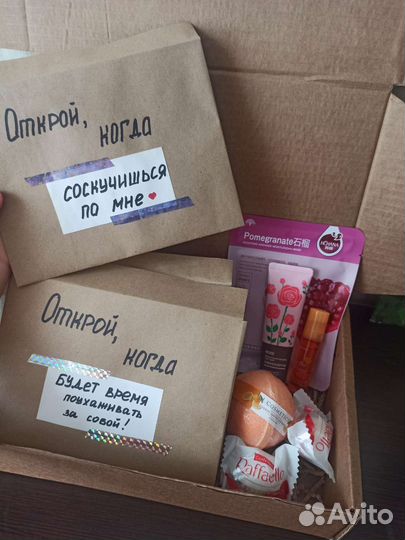 Открой, когда
соскучишься
по мне
Pomegranate石榴
Открой, когда
Будет время
поухаживать
за собой!
Raffaello
Avito